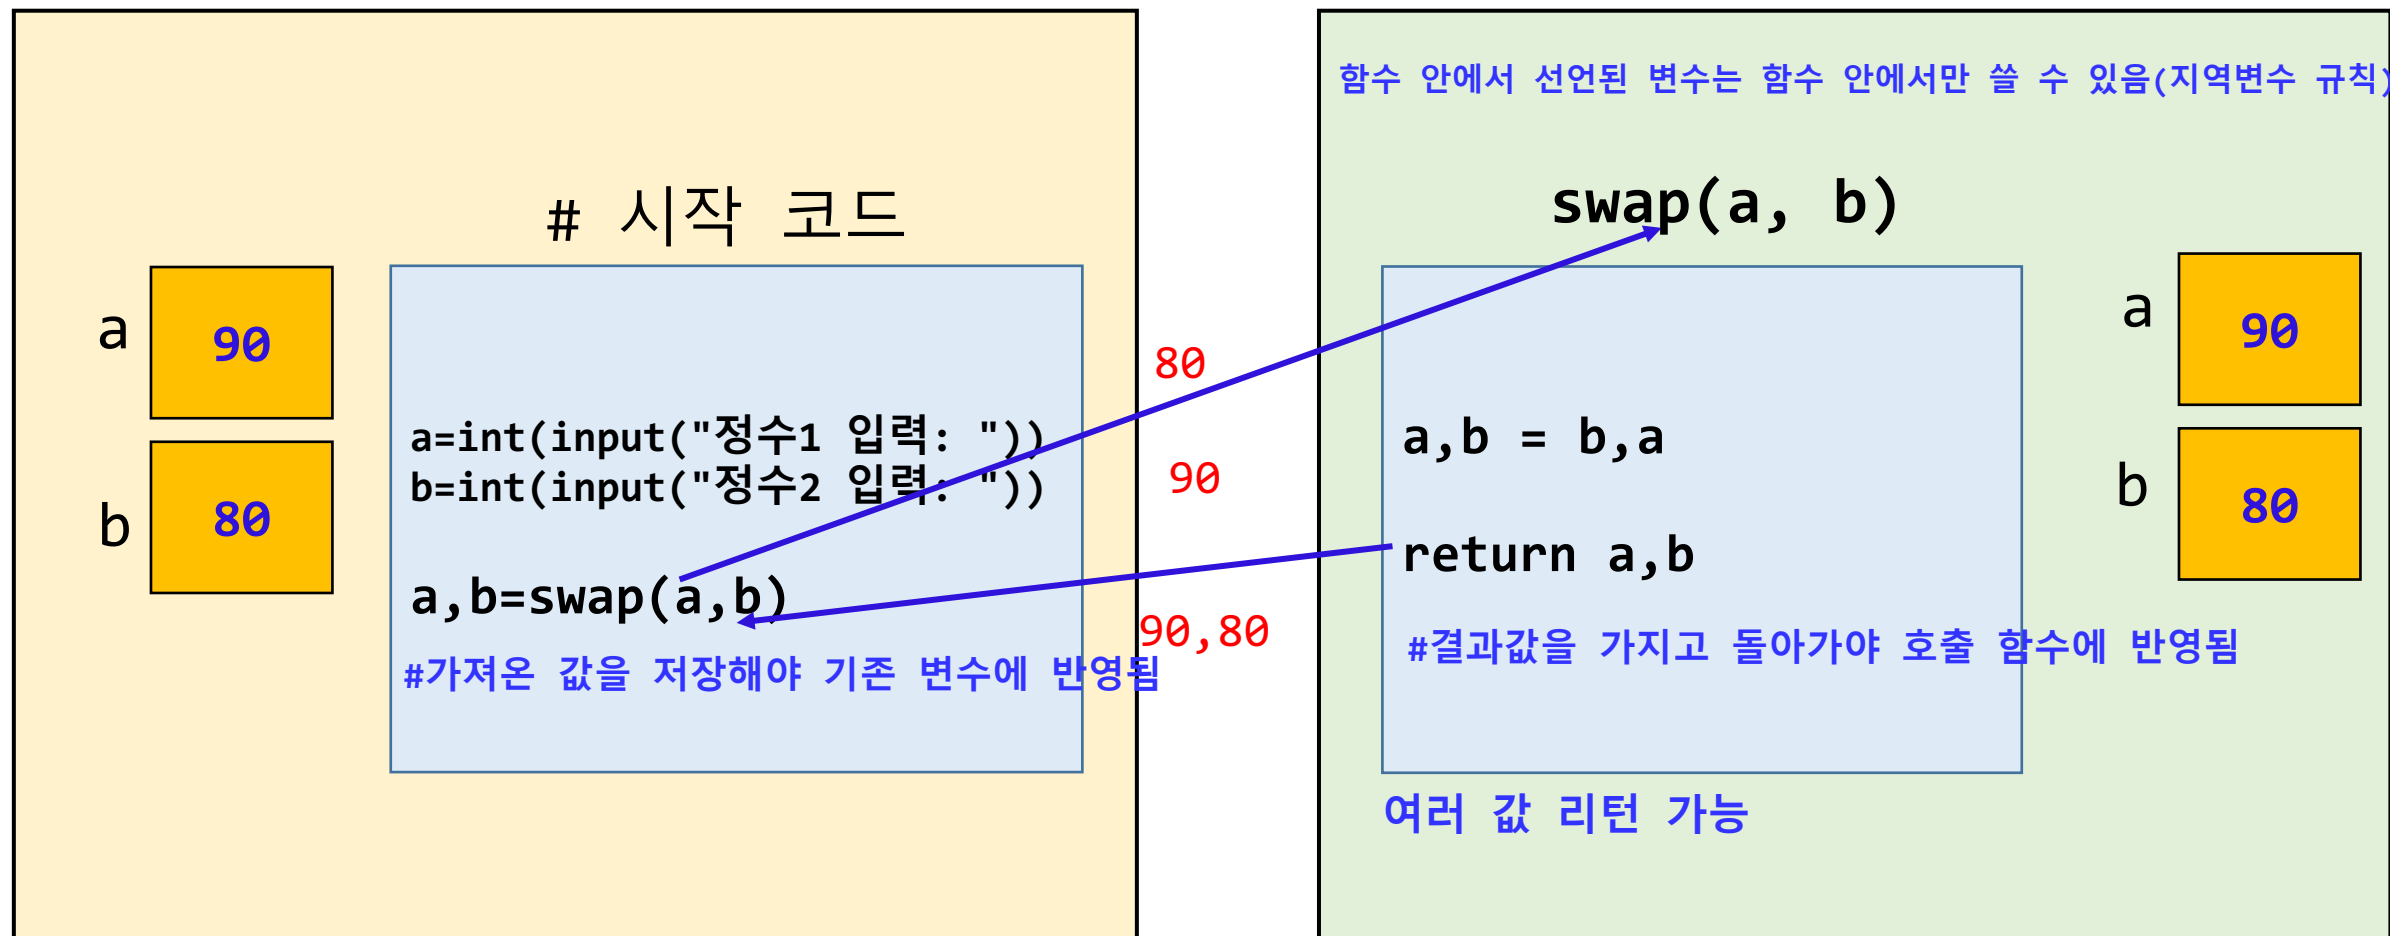 함수 안에서 선언된 변수는 함수 안에서만 쓸 수 있음(지역변수 규칙)
# 시작 코드
a
90
b
80
a=int(input("정수1 입력: "))
b=int(input("정수2 입력: "))
a,b=swap(a,b)
#가져온 값을 저장해야 기존 변수에 반영됨
80
90
90,80
swap(a, b)
a,b = b,a
return a,b
#결과값을 가지고 돌아가야 호출 함수에 반영됨
여러 값 리턴 가능
a
90
b
80